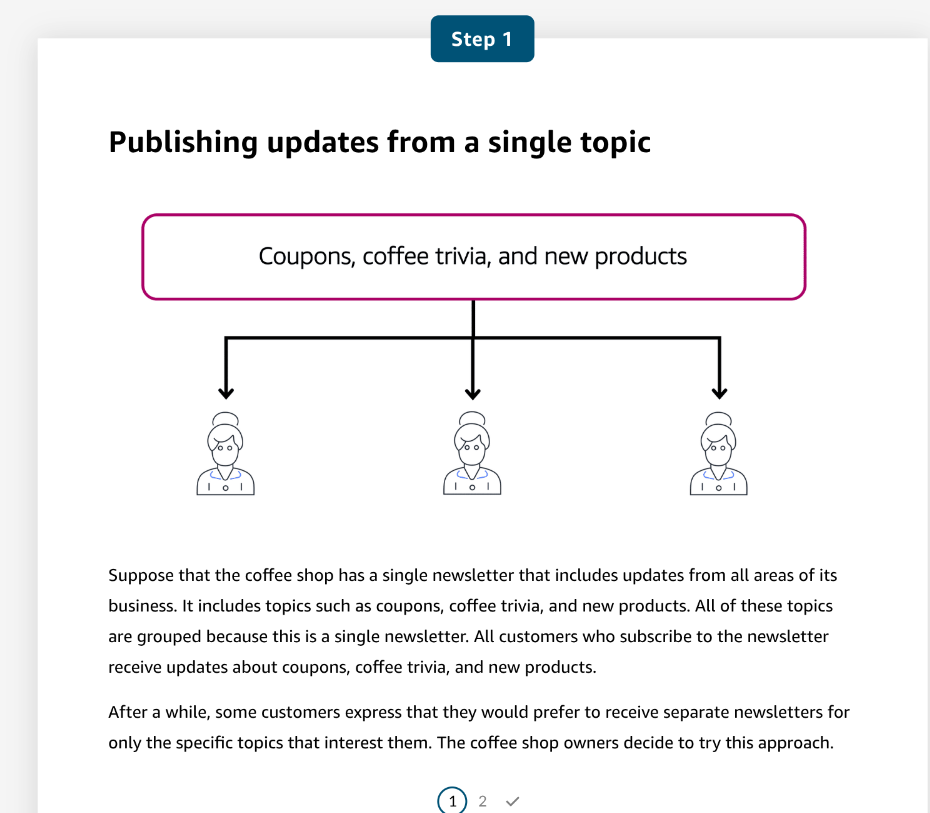 Step 1
Publishing updates from a single topic
Coupons, coffee trivia, and new products
Suppose that the coffee shop has a single newsletter that includes updates from all areas of its
business. It includes topics such as coupons, coffee trivia, and new products. All of these topics
are grouped because this is a single newsletter. All customers who subscribe to the newsletter
receive updates about coupons, coffee trivia, and new products.
After a while, some customers express that they would prefer to receive separate newsletters for
only the specific topics that interest them. The coffee shop owners decide to try this approach.
1 2